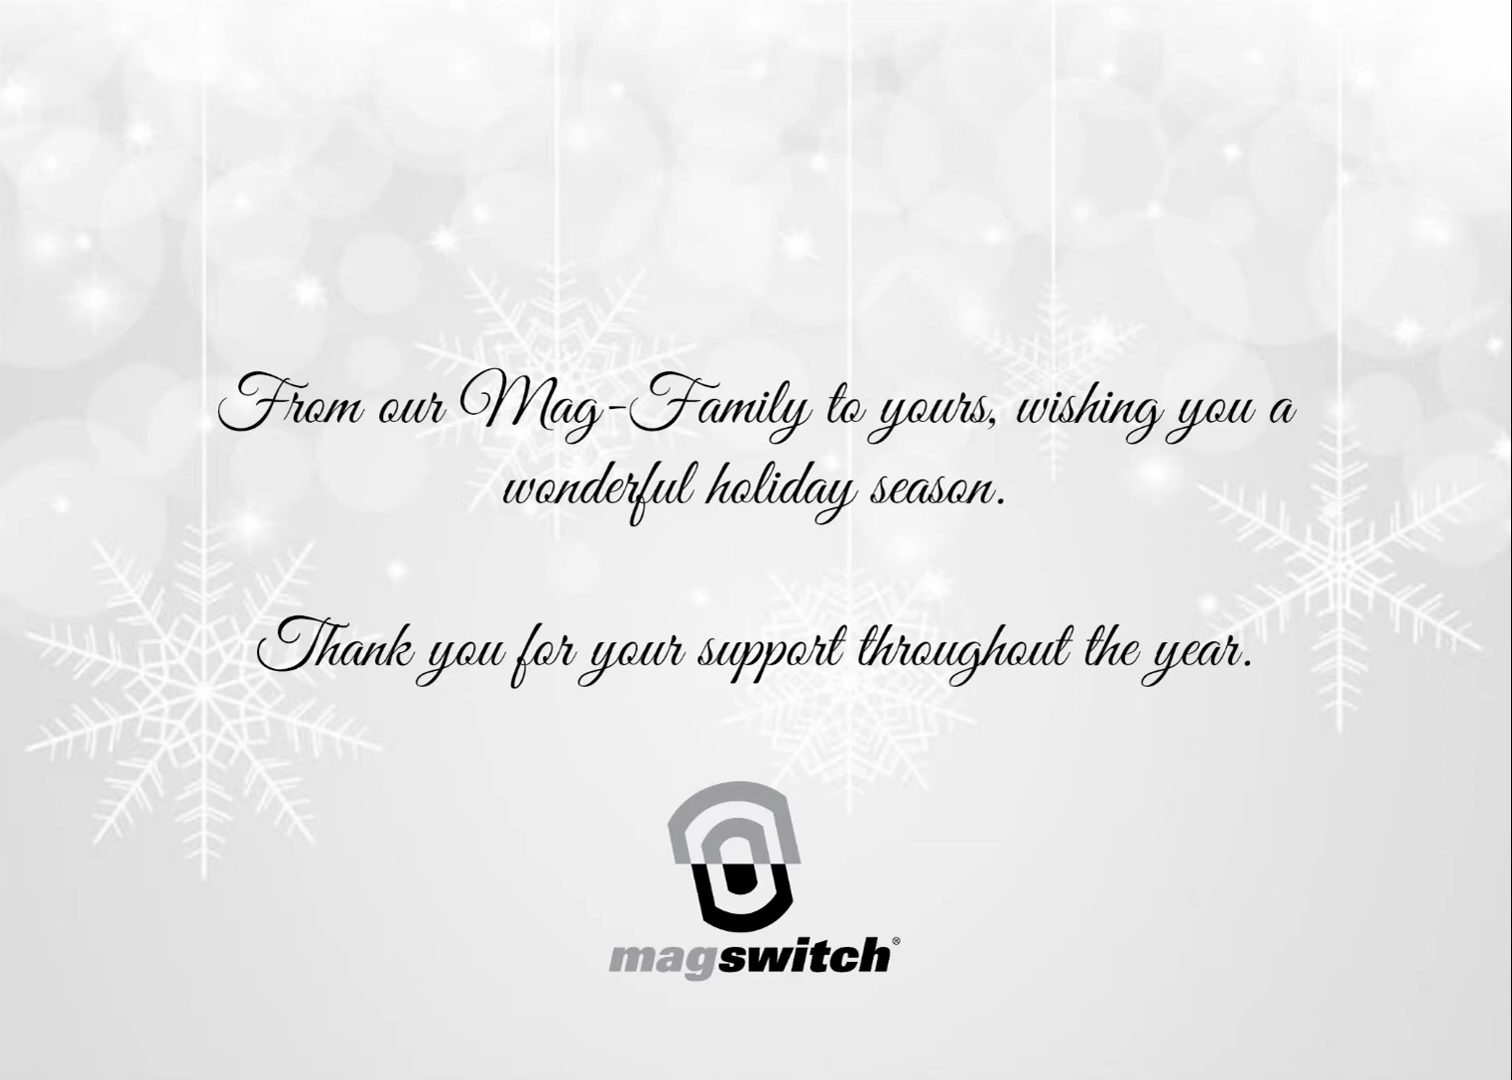 From our Mag-Family to yours, wishing you a
wonderful holiday season.
Thank you for your support throughout the year.
magswitch®